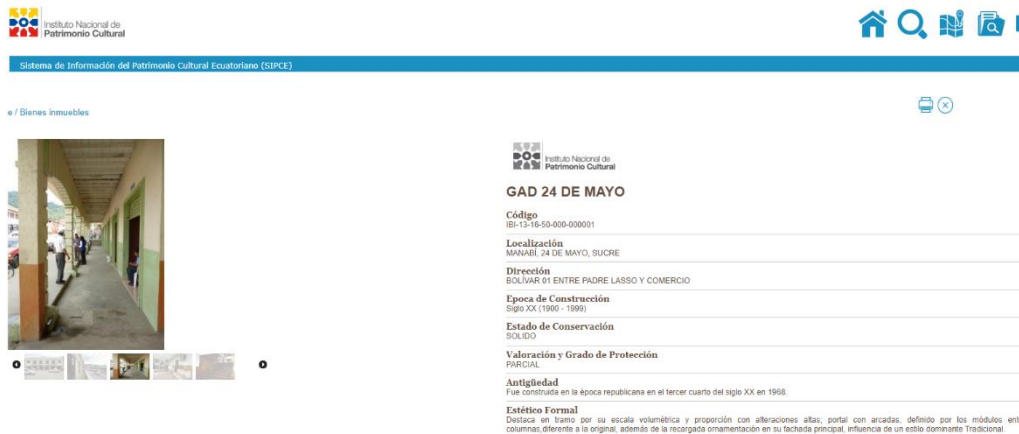 Instituto Nacional de
Patrimonio Cultural
Sistema de Información del Patrimonio Cultural Ecuatoriano (SIPCE)
e / Bienes inmuebles
Instituto Nacional de
Patrimonio Cultural
GAD 24 DE MAYO
Código
IBI-13-16-50-000-000001
Localización
MANABÍ, 24 DE MAYO, SUCRE
Dirección
BOLÍVAR 01 ENTRE PADRE LASSO Y COMERCIO
Epoca de Construcción
Siglo XX (1900 - 1999)
Estado de Conservación
SOLIDO
Valoración y Grado de Protección
PARCIAL
Antigüedad
Fue construida en la época republicana en el tercer cuarto del siglo XX en 1968.
Estético Formal
Destaca en tramo por su escala volumétrica y proporción con alteraciones altas; portal con arcadas, definido por los módulos ent
columnas,diferente a la original, además de la recargada ornamentación en su fachada principal, influencia de un estilo dominante Tradicional.